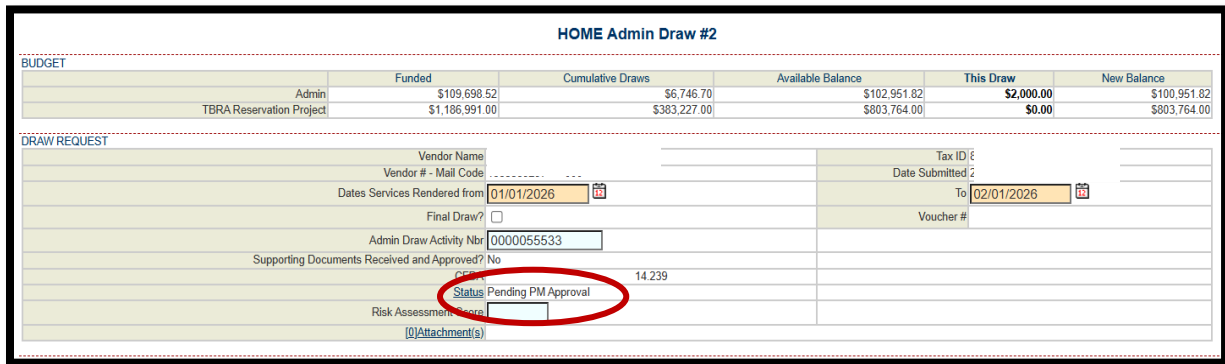 HOME Admin Draw #2
BUDGET
Funded Cumulative Draws Available Balance This Draw New Balance
Admin $109,698.52 $6,746.70 $102,951.82 $2,000.00 $100,951.82
TBRA Reservation Project $1,186,991.00 $383,227.00 $803,764.00 $0.00 $803,764.00
DRAW REQUEST
Vendor Name Tax ID 8
Vendor # - Mail Code Date Submitted 2
Dates Services Rendered from 01/01/2026 12 To 02/01/2026 12
Final Draw? Voucher #
Admin Draw Activity Nbr 0000055533
Supporting Documents Received and Approved? No
14.239
Status Pending PM Approval
Risk Assessment Score
[0]Attachment(s)